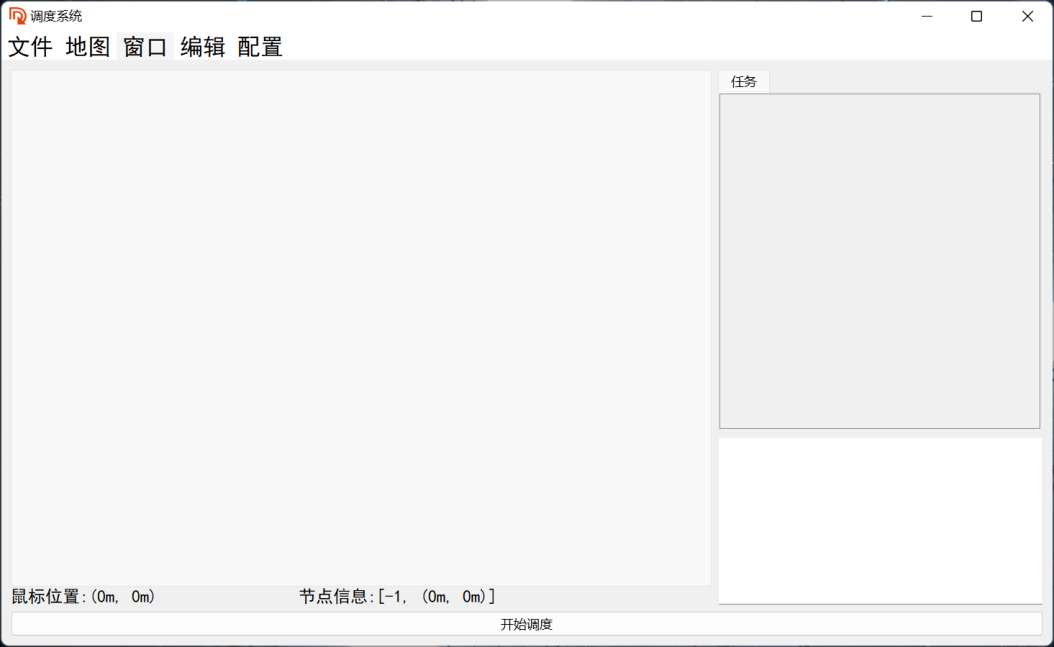 调度系统
文件 地图 窗口 编辑 配置
任务
鼠标位置:(0m, 0m)
节点信息:[-1, (0m, 0m)]
开始调度